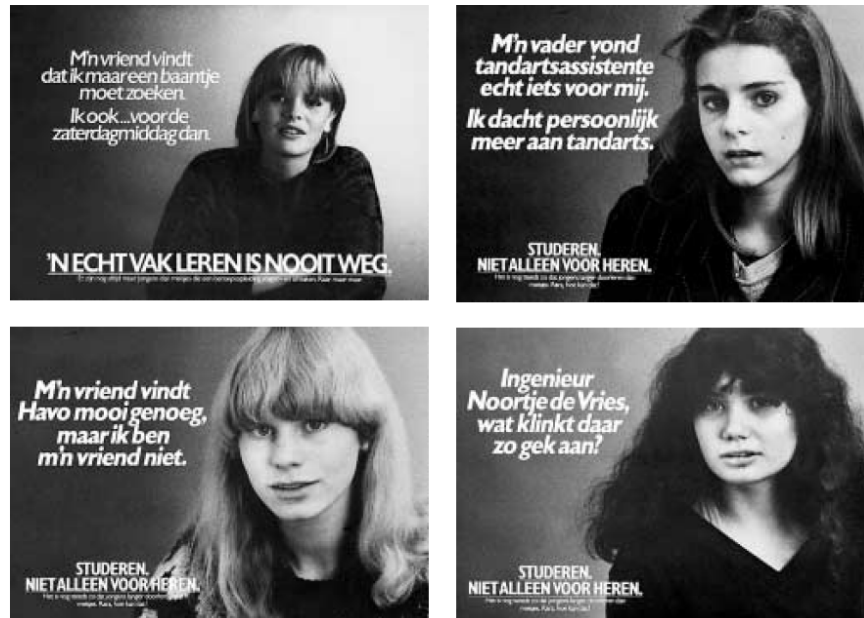 M'n vriend vindt
dat ik maar een baantje
moet zoeken.
Ik ook...voor de
zaterdagmiddag dan.
'N ECHT VAK LEREN IS NOOIT WEG.
M'n vader vond
tandartsassistente
echt iets voor mij.
Ik dacht persoonlijk
meer aan tandarts.
STUDEREN.
NIET ALLEEN VOOR HEREN.
M'n vriend vindt
Havo mooi genoeg,
maar ik ben
m'n vriend niet.
STUDEREN.
NIET ALLEEN VOOR HEREN.
Ingenieur
Noortje de Vries,
wat klinkt daar
zo gek aan?
STUDEREN.
NIET ALLEEN VOOR HEREN.